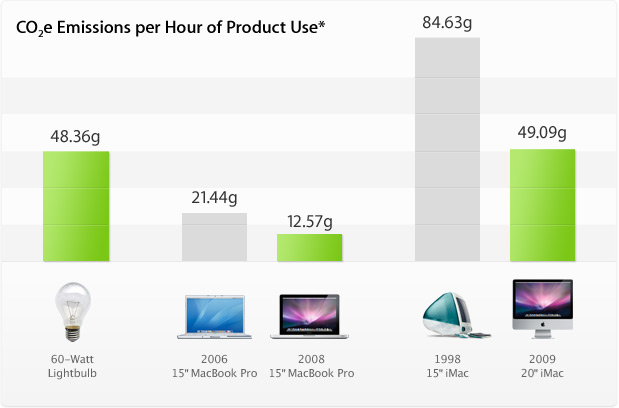 CO2e Emissions per Hour of Product Use*
84.63g
48.36g
49.09g
21.44g
12.57g
60-Watt
Lightbulb
2006
15" MacBook Pro
2008
15" MacBook Pro
1998
15" iMac
2009
20" iMac